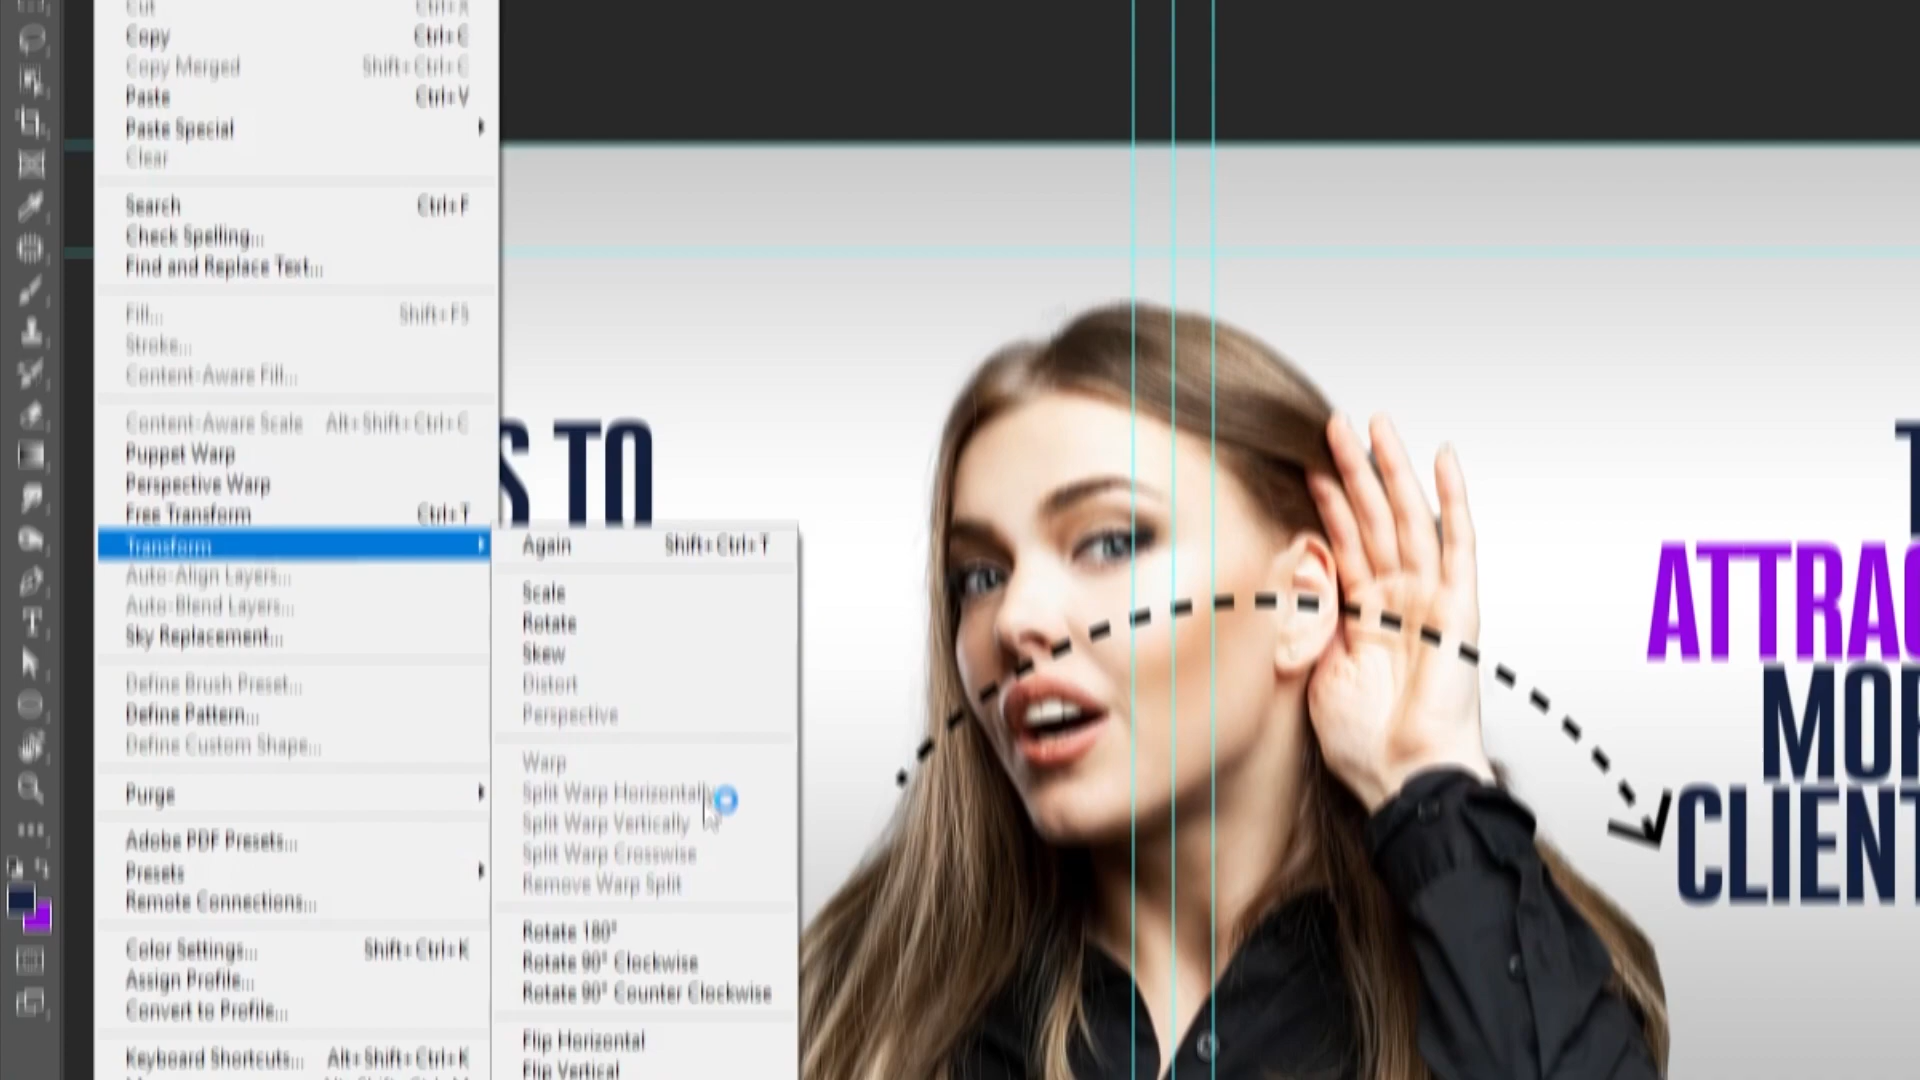 Cut Ctrl+X
Copy Ctrl+C
Copy Merged Shift+Ctrl+C
Paste Ctrl+V
Paste Special
Clear
Search Ctrl+F
Check Spelling...
Find and Replace Text...
Fill... Shift+F5
Stroke...
Content-Aware Fill...
Content-Aware Scale Alt+Shift+Ctrl+C
Puppet Warp
Perspective Warp
Free Transform Ctrl+T
Transform
Auto-Align Layers...
Auto-Blend Layers...
Sky Replacement...
Define Brush Preset...
Define Pattern...
Define Custom Shape...
Purge
Adobe PDF Presets...
Presets
Remote Connections...
Color Settings... Shift+Ctrl+K
Assign Profile...
Convert to Profile...
Keyboard Shortcuts... Alt+Shift+Ctrl+K
Again Shift+Ctrl+T
Scale
Rotate
Skew
Distort
Perspective
Warp
Split Warp Horizontally
Split Warp Vertically
Split Warp Crosswise
Remove Warp Split
Rotate 180°
Rotate 90° Clockwise
Rotate 90° Counter Clockwise
Flip Horizontal
Flip Vertical
S TO
T
ATTRAC
MOR
CLIENT